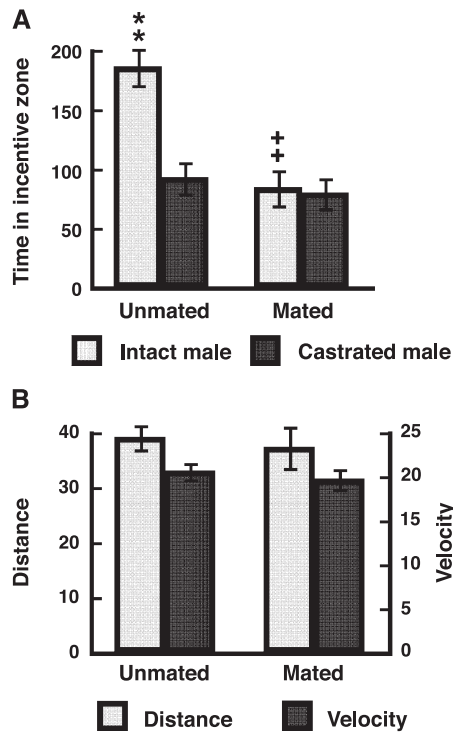 A
**
200
150
++
100
50
0
Time in incentive zone
Unmated Mated
Intact male Castrated male
B
40 25
30 20
15
20
10
10 5
0 0
Distance
Velocity
Unmated Mated
Distance Velocity